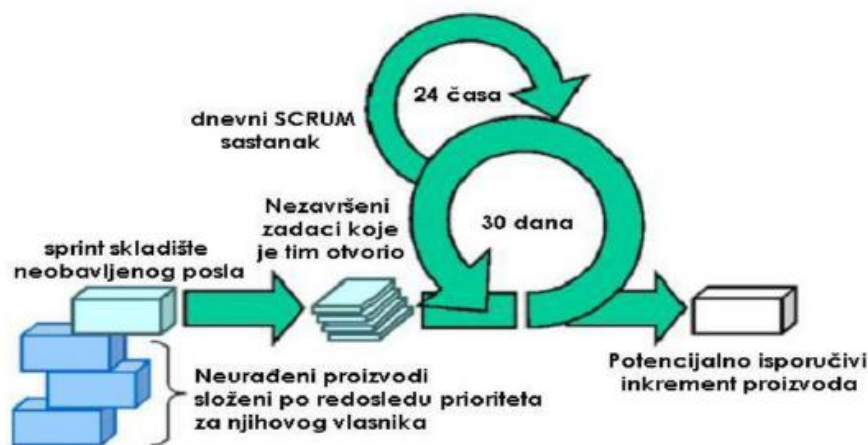 24 časa
dnevni SCRUM
sastanak
Nezavršeni
zadaci koje
je tim otvorio
30 dana
sprint skladište
neobavljenog posla
Neurađeni proizvodi
složeni po redosledu prioriteta
za njihovog vlasnika
Potencijalno isporučivi
inkrement proizvoda